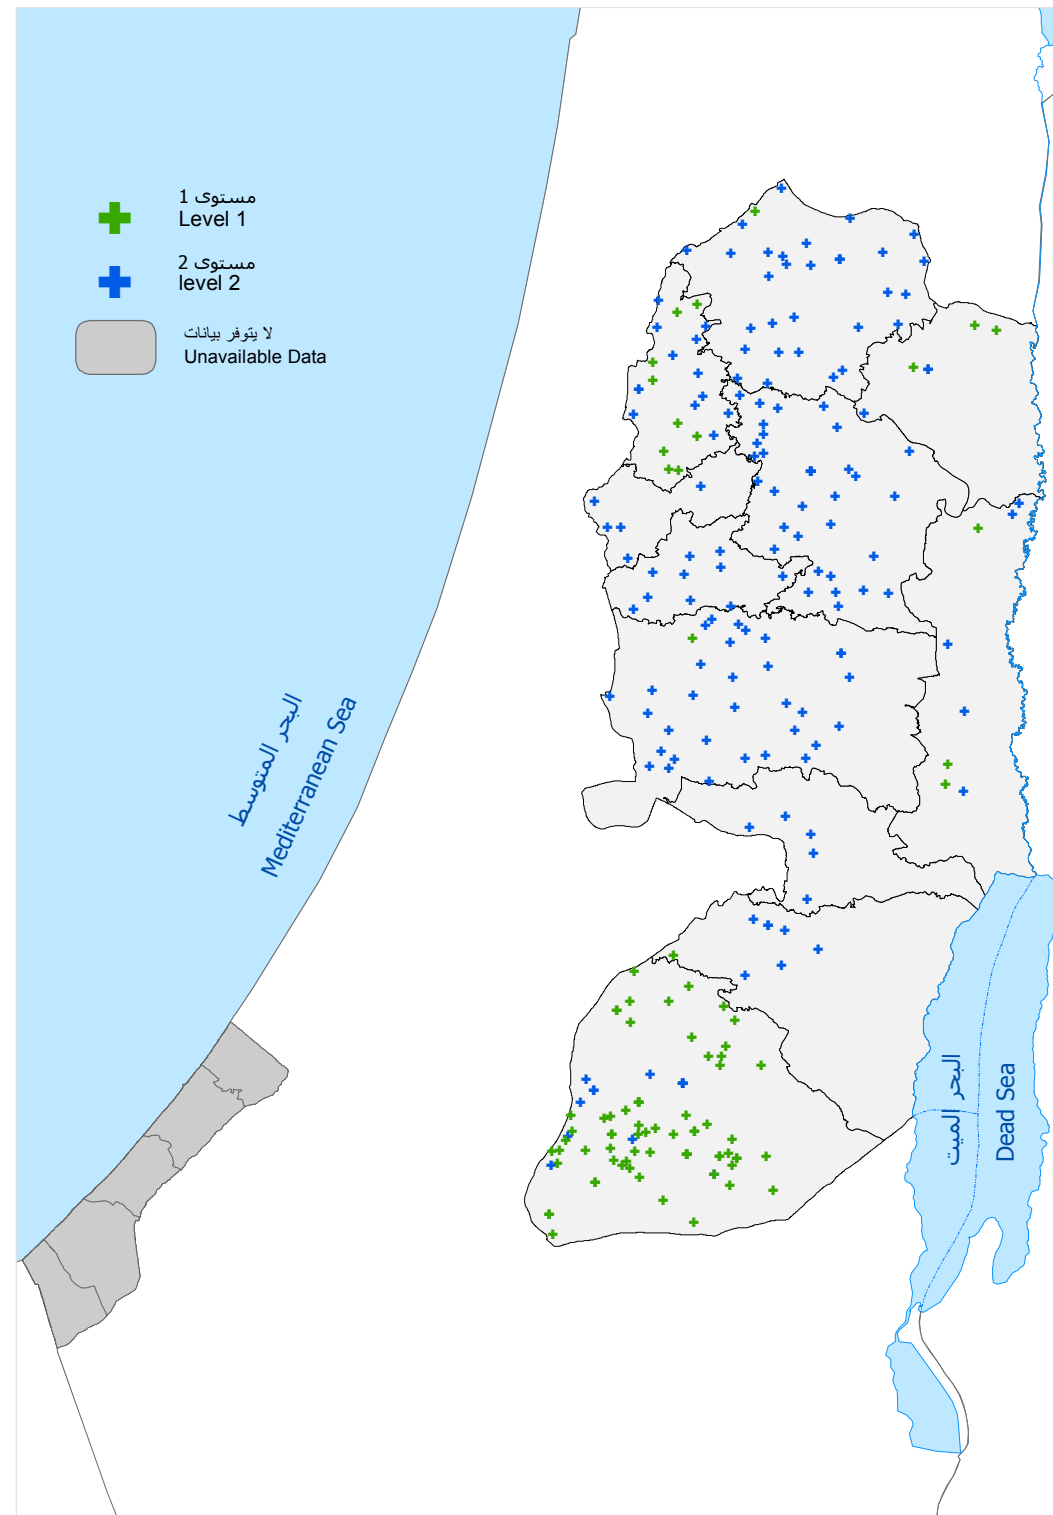 مستوى 1
Level 1
مستوى 2
level 2
لا يتوفر بيانات
Unavailable Data
البحر المتوسط
Mediterranean Sea
البحر الميت
Dead Sea